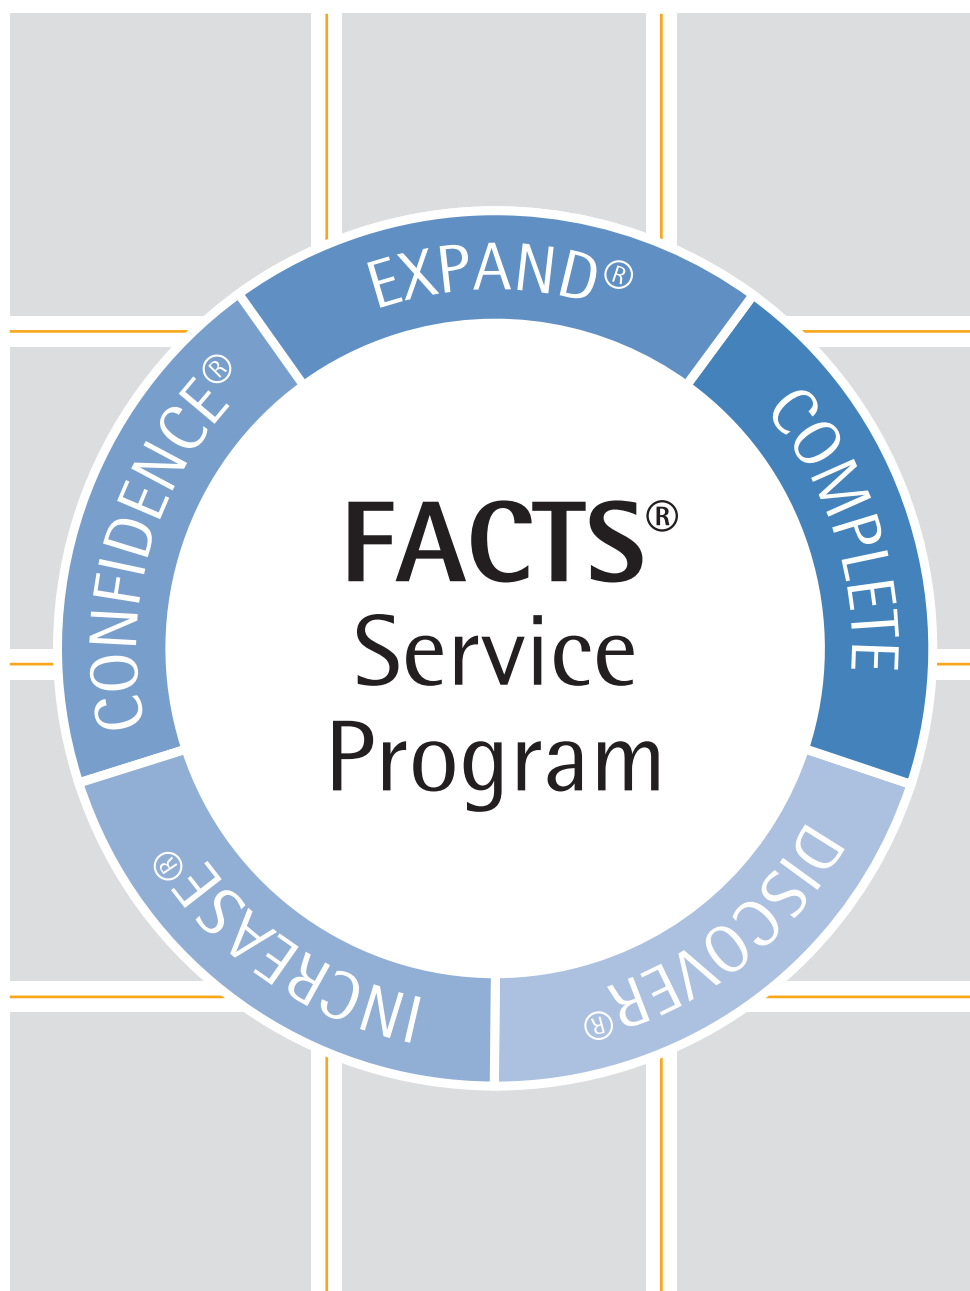 EXPAND®
COMPLETE
DISCOVER®
INCREASE®
CONFIDENCE®
FACTS®
Service
Program